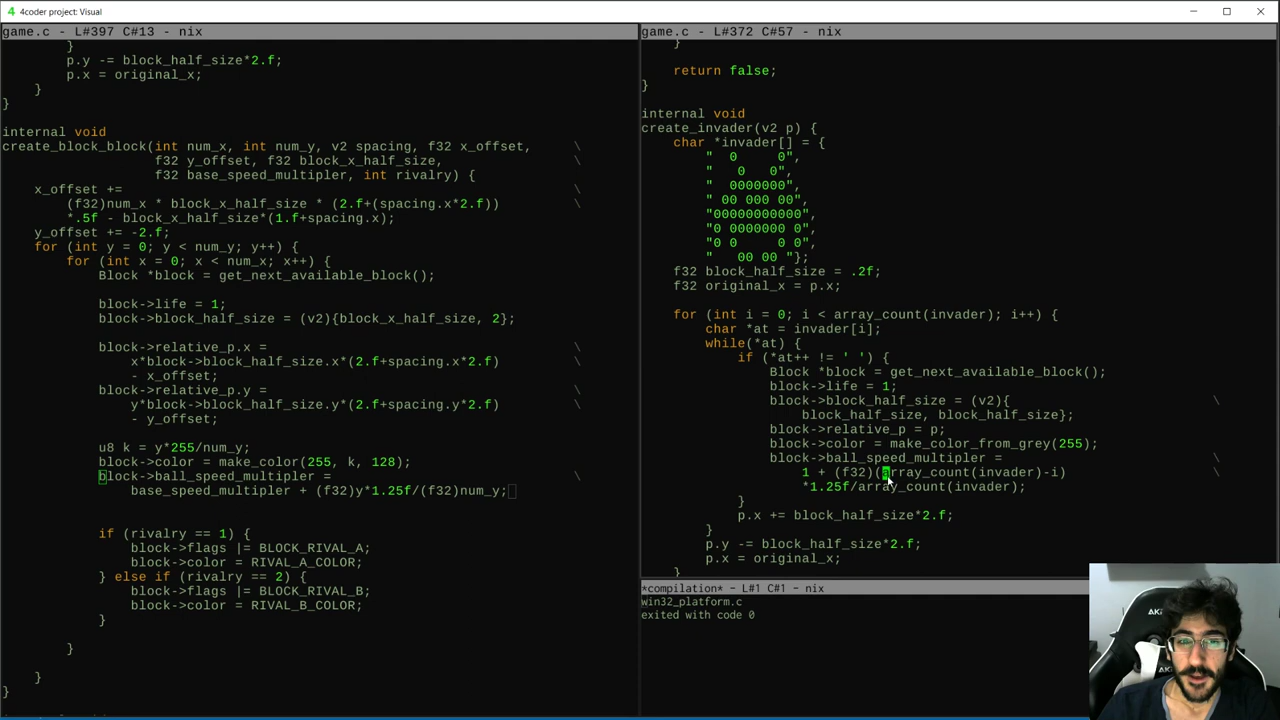 4coder project: Visual
game.c - L#397 C#13 - nix
        }
        p.y -= block_half_size*2.f;
        p.x = original_x;
    }
}

internal void
create_block_block(int num_x, int num_y, v2 spacing, f32 x_offset, \
                   f32 y_offset, f32 block_x_half_size, \
                   f32 base_speed_multipler, int rivalry) {
    x_offset += \
        (f32)num_x * block_x_half_size * (2.f+(spacing.x*2.f)) \
        *.5f - block_x_half_size*(1.f+spacing.x);
    y_offset += -2.f;
    for (int y = 0; y < num_y; y++) {
        for (int x = 0; x < num_x; x++) {
            Block *block = get_next_available_block();

            block->life = 1;
            block->block_half_size = (v2){block_x_half_size, 2};

            block->relative_p.x = \
                x*block->block_half_size.x*(2.f+spacing.x*2.f) \
                - x_offset;
            block->relative_p.y = \
                y*block->block_half_size.y*(2.f+spacing.y*2.f) \
                - y_offset;

            u8 k = y*255/num_y;
            block->color = make_color(255, k, 128);
            block->ball_speed_multipler = \
                base_speed_multipler + (f32)y*1.25f/(f32)num_y;

            if (rivalry == 1) {
                block->flags |= BLOCK_RIVAL_A;
                block->color = RIVAL_A_COLOR;
            } else if (rivalry == 2) {
                block->flags |= BLOCK_RIVAL_B;
                block->color = RIVAL_B_COLOR;
            }

        }

    }
}
game.c - L#372 C#57 - nix
    }

    return false;
}

internal void
create_invader(v2 p) {
    char *invader[] = {
        "  0     0",
        "   0   0",
        "  0000000",
        " 00 000 00",
        "00000000000",
        "0 0000000 0",
        "0 0     0 0",
        "   00 00 "};
    f32 block_half_size = .2f;
    f32 original_x = p.x;

    for (int i = 0; i < array_count(invader); i++) {
        char *at = invader[i];
        while(*at) {
            if (*at++ != ' ') {
                Block *block = get_next_available_block();
                block->life = 1;
                block->block_half_size = (v2){ \
                    block_half_size, block_half_size};
                block->relative_p = p;
                block->color = make_color_from_grey(255);
                block->ball_speed_multipler = \
                    1 + (f32)(array_count(invader)-i) \
                    *1.25f/array_count(invader);
            }
            p.x += block_half_size*2.f;
        }
        p.y -= block_half_size*2.f;
        p.x = original_x;
    }
*compilation* - L#1 C#1 - nix
win32_platform.c
exited with code 0